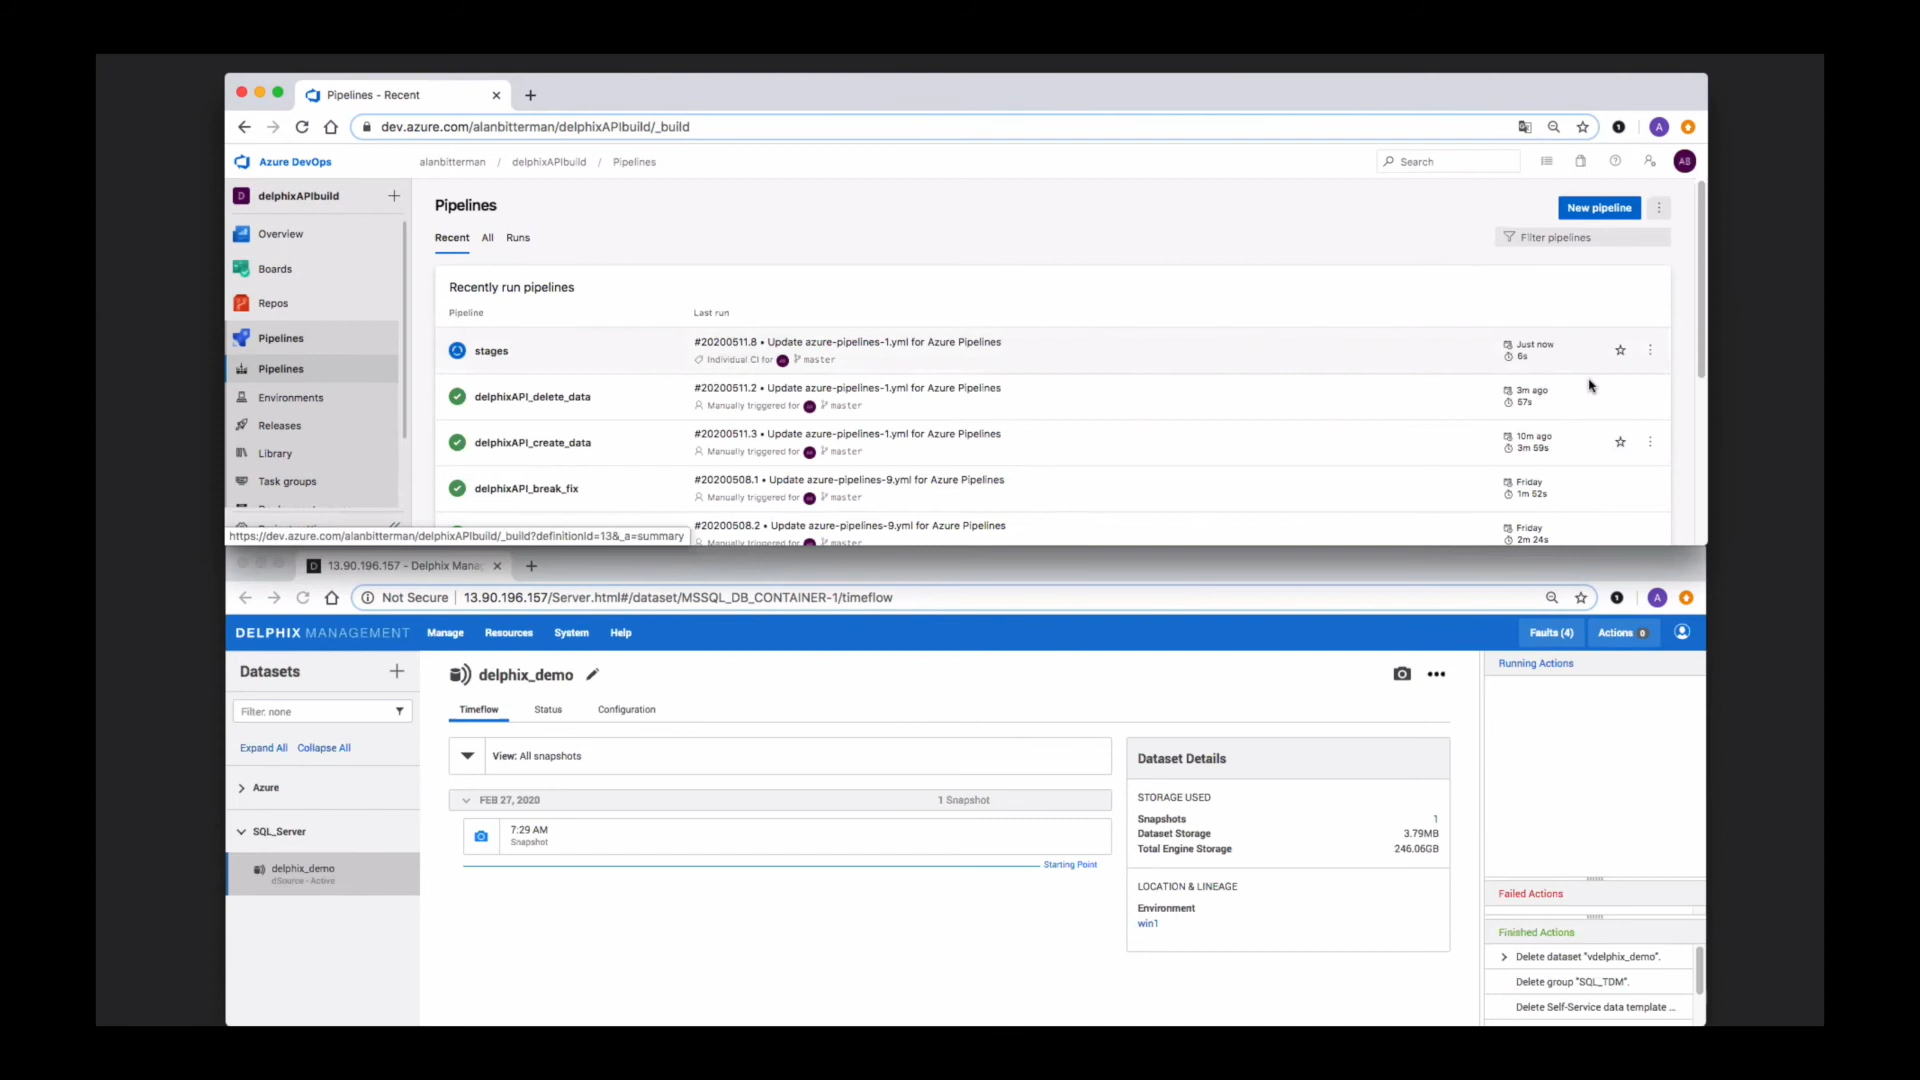 Pipelines - Recent
dev.azure.com/alanbitterman/delphixAPIbuild/_build
A
Azure DevOps
alanbitterman / delphixAPIbuild / Pipelines
Search
AB
D delphixAPIbuild
Overview
Boards
Repos
Pipelines
Pipelines
Environments
Releases
Library
Task groups
Pipelines
New pipeline
Recent All Runs
Filter pipelines
Recently run pipelines
Pipeline Last run
stages
#20200511.8 • Update azure-pipelines-1.yml for Azure Pipelines
Individual CI for master
Just now
6s
delphixAPI_delete_data
#20200511.2 • Update azure-pipelines-1.yml for Azure Pipelines
Manually triggered for master
3m ago
57s
delphixAPI_create_data
#20200511.3 • Update azure-pipelines-1.yml for Azure Pipelines
Manually triggered for master
10m ago
3m 59s
delphixAPI_break_fix
#20200508.1 • Update azure-pipelines-9.yml for Azure Pipelines
Manually triggered for master
Friday
1m 52s
#20200508.2 • Update azure-pipelines-9.yml for Azure Pipelines
Manually triggered for master
Friday
2m 24s
https://dev.azure.com/alanbitterman/delphixAPIbuild/_build?definitionId=13&_a=summary
13.90.196.157 - Delphix Mana
Not Secure | 13.90.196.157/Server.html#/dataset/MSSQL_DB_CONTAINER-1/timeflow
A
DELPHIX MANAGEMENT
Manage Resources System Help
Faults (4) Actions 0
Datasets
Filter: none
Expand All Collapse All
Azure
SQL_Server
delphix_demo
dSource - Active
delphix_demo
Timeflow Status Configuration
View: All snapshots
FEB 27, 2020 1 Snapshot
7:29 AM
Snapshot
Starting Point
Dataset Details
STORAGE USED
Snapshots 1
Dataset Storage 3.79MB
Total Engine Storage 246.06GB
LOCATION & LINEAGE
Environment
win1
Running Actions
Failed Actions
Finished Actions
Delete dataset "vdelphix_demo".
Delete group "SQL_TDM".
Delete Self-Service data template ...